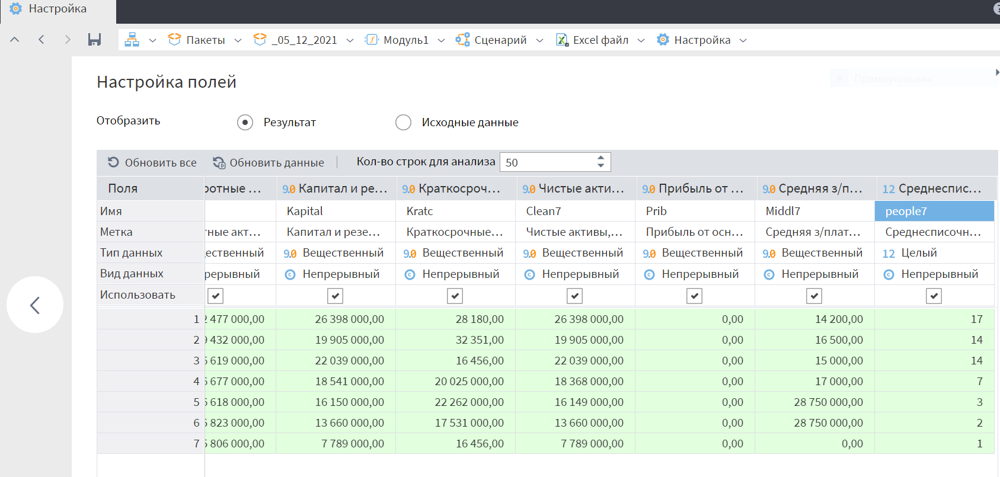 Настройка
Пакеты _05_12_2021 Модуль1 Сценарий Excel файл Настройка
Прямоугольник
Настройка полей
Отобразить Результат Исходные данные
Обновить все Обновить данные Кол-во строк для анализа 50
Поля ротные ... 9.0 Капитал и ре... 9.0 Краткосроч... 9.0 Чистые акти... 9.0 Прибыль от ... 9.0 Средняя з/п... 12 Среднеспис...
Имя Kapital Kratc Clean7 Prib Middl7 people7
Метка тные акт... Капитал и резе... Краткосрочные... Чистые активы,... Прибыль от осн... Средняя з/плат... Среднесписочн...
Тип данных ественный 9.0 Вещественный 9.0 Вещественный 9.0 Вещественный 9.0 Вещественный 9.0 Вещественный 12 Целый
Вид данных рерывный Непрерывный Непрерывный Непрерывный Непрерывный Непрерывный Непрерывный
Использовать
1 2 477 000,00 26 398 000,00 28 180,00 26 398 000,00 0,00 14 200,00 17
2 9 432 000,00 19 905 000,00 32 351,00 19 905 000,00 0,00 16 500,00 14
3 6 619 000,00 22 039 000,00 16 456,00 22 039 000,00 0,00 15 000,00 14
4 6 677 000,00 18 541 000,00 20 025 000,00 18 368 000,00 0,00 17 000,00 7
5 6 618 000,00 16 150 000,00 22 262 000,00 16 149 000,00 0,00 28 750 000,00 3
6 5 823 000,00 13 660 000,00 17 531 000,00 13 660 000,00 0,00 28 750 000,00 2
7 5 806 000,00 7 789 000,00 16 456,00 7 789 000,00 0,00 0,00 1